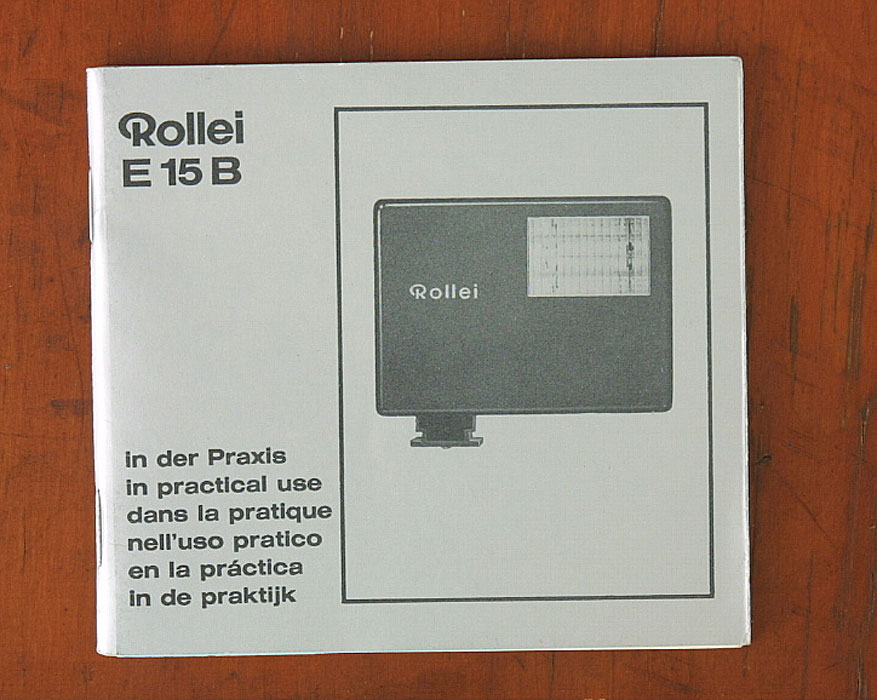 Rollei
E 15 B
Rollei
in der Praxis
in practical use
dans la pratique
nell'uso pratico
en la práctica
in de praktijk